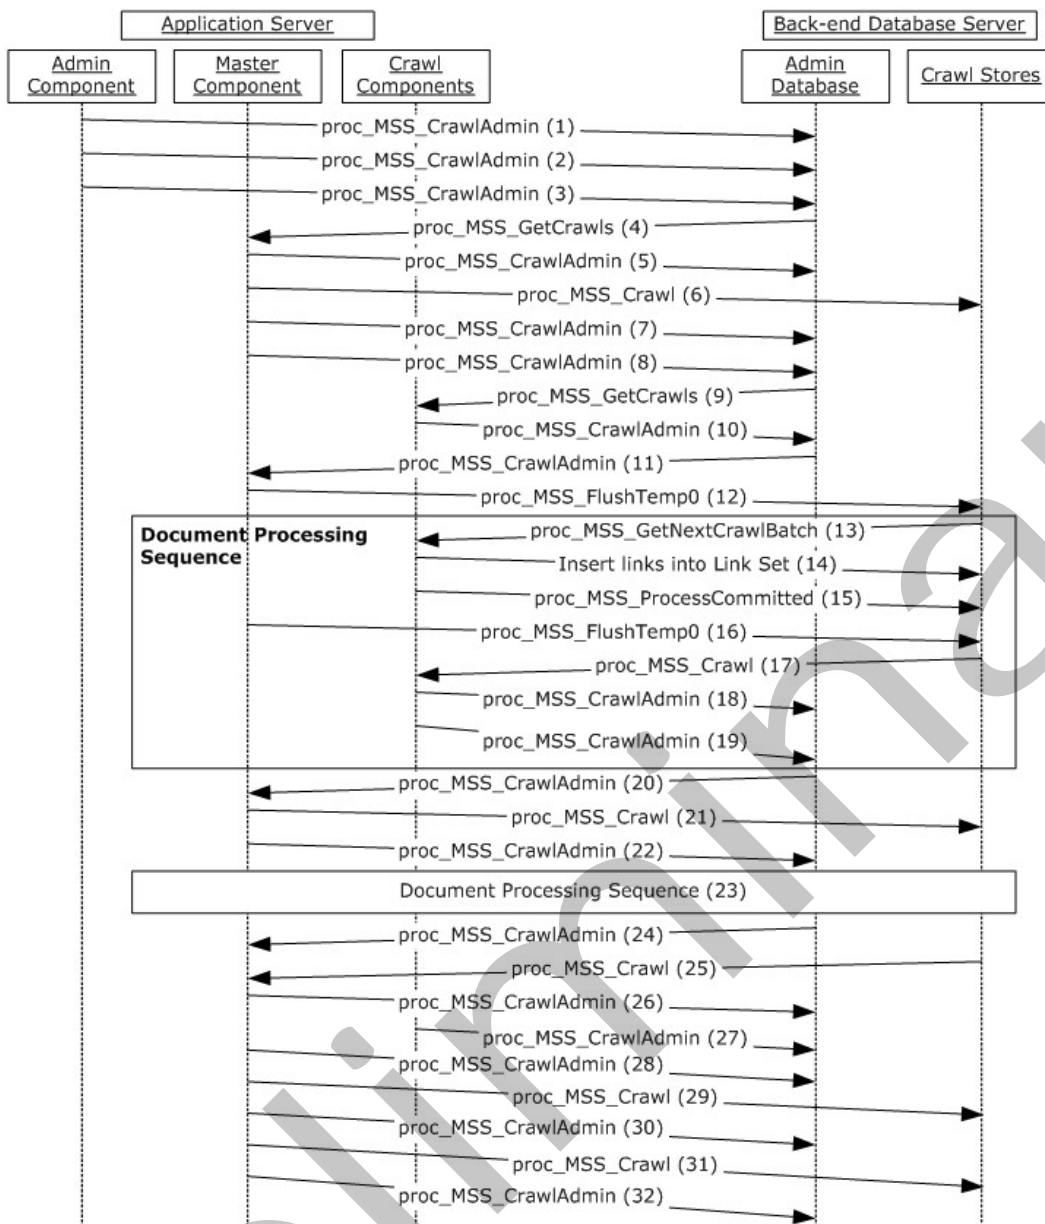 Application Server
Back-end Database Server
Admin
Component
Master
Component
Crawl
Components
Admin
Database
Crawl Stores
proc_MSS_CrawlAdmin (1)
proc_MSS_CrawlAdmin (2)
proc_MSS_CrawlAdmin (3)
proc_MSS_GetCrawls (4)
proc_MSS_CrawlAdmin (5)
proc_MSS_Crawl (6)
proc_MSS_CrawlAdmin (7)
proc_MSS_CrawlAdmin (8)
proc_MSS_GetCrawls (9)
proc_MSS_CrawlAdmin (10)
proc_MSS_CrawlAdmin (11)
proc_MSS_FlushTemp0 (12)
Document Processing
Sequence
proc_MSS_GetNextCrawlBatch (13)
Insert links into Link Set (14)
proc_MSS_ProcessCommitted (15)
proc_MSS_FlushTemp0 (16)
proc_MSS_Crawl (17)
proc_MSS_CrawlAdmin (18)
proc_MSS_CrawlAdmin (19)
proc_MSS_CrawlAdmin (20)
proc_MSS_Crawl (21)
proc_MSS_CrawlAdmin (22)
Document Processing Sequence (23)
proc_MSS_CrawlAdmin (24)
proc_MSS_Crawl (25)
proc_MSS_CrawlAdmin (26)
proc_MSS_CrawlAdmin (27)
proc_MSS_CrawlAdmin (28)
proc_MSS_Crawl (29)
proc_MSS_CrawlAdmin (30)
proc_MSS_Crawl (31)
proc_MSS_CrawlAdmin (32)